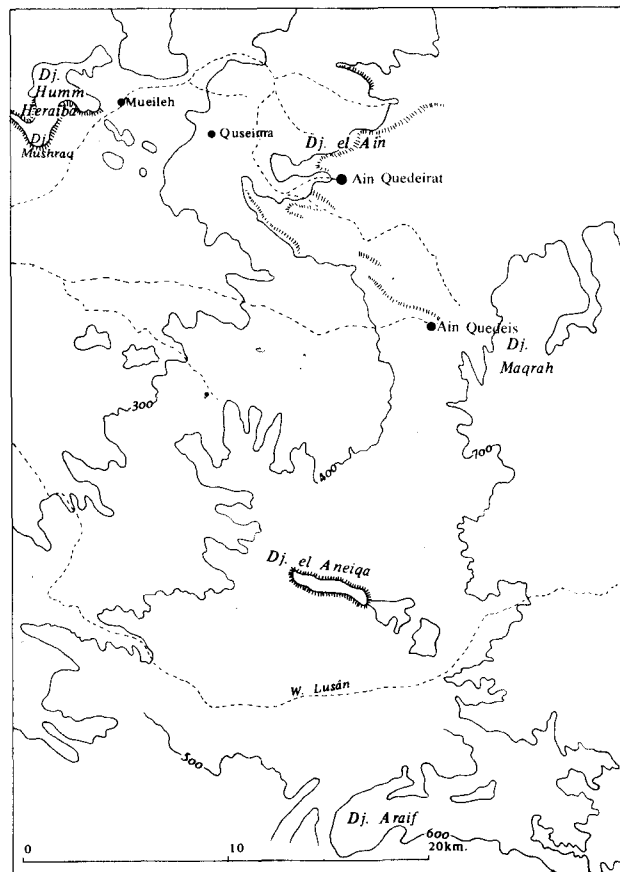 Dj.
Humm
Heraiba
Dj.
Mushraq
Mueileh
Quseima
Dj. el Ain
Ain Quedeirat
Ain Quedeis
Dj.
Maqrah
300
400
700
Dj. el Aneiqa
W. Lusân
500
Dj. Araif
600
0 10 20km.